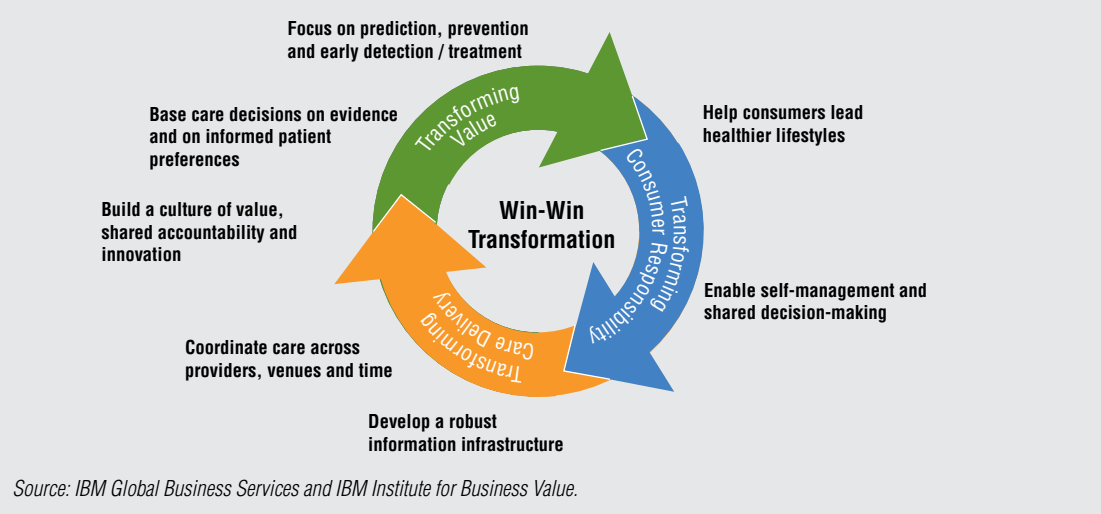 Focus on prediction, prevention
and early detection / treatment
Base care decisions on evidence
and on informed patient
preferences
Build a culture of value,
shared accountability and
innovation
Coordinate care across
providers, venues and time
Develop a robust
information infrastructure
Help consumers lead
healthier lifestyles
Enable self-management and
shared decision-making
Transforming
Value
Transforming
Consumer Responsibility
Transforming
Care Delivery
Win-Win
Transformation
Source: IBM Global Business Services and IBM Institute for Business Value.